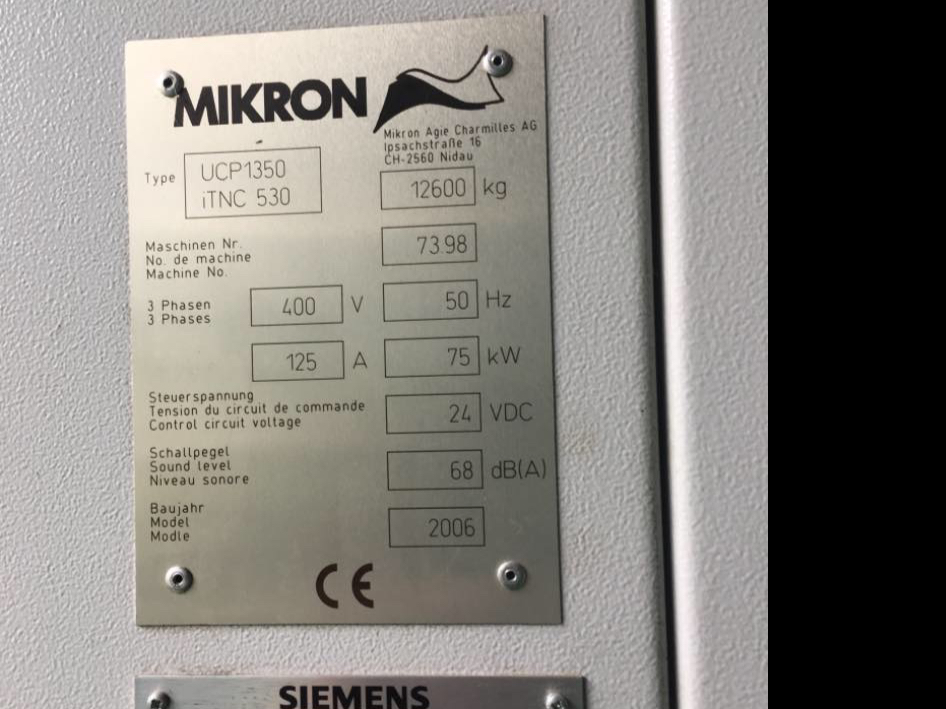 MIKRON
Mikron Agie Charmilles AG
Ipsachstraße 16
CH-2560 Nidau
Type UCP1350
iTNC 530
12600 kg
Maschinen Nr.
No. de machine
Machine No.
73.98
3 Phasen
3 Phases
400 V 50 Hz
125 A 75 kW
Steuerspannung
Tension du circuit de commande
Control circuit voltage
24 VDC
Schallpegel
Sound level
Niveau sonore
68 dB(A)
Baujahr
Model
Modle
2006
CE
SIEMENS